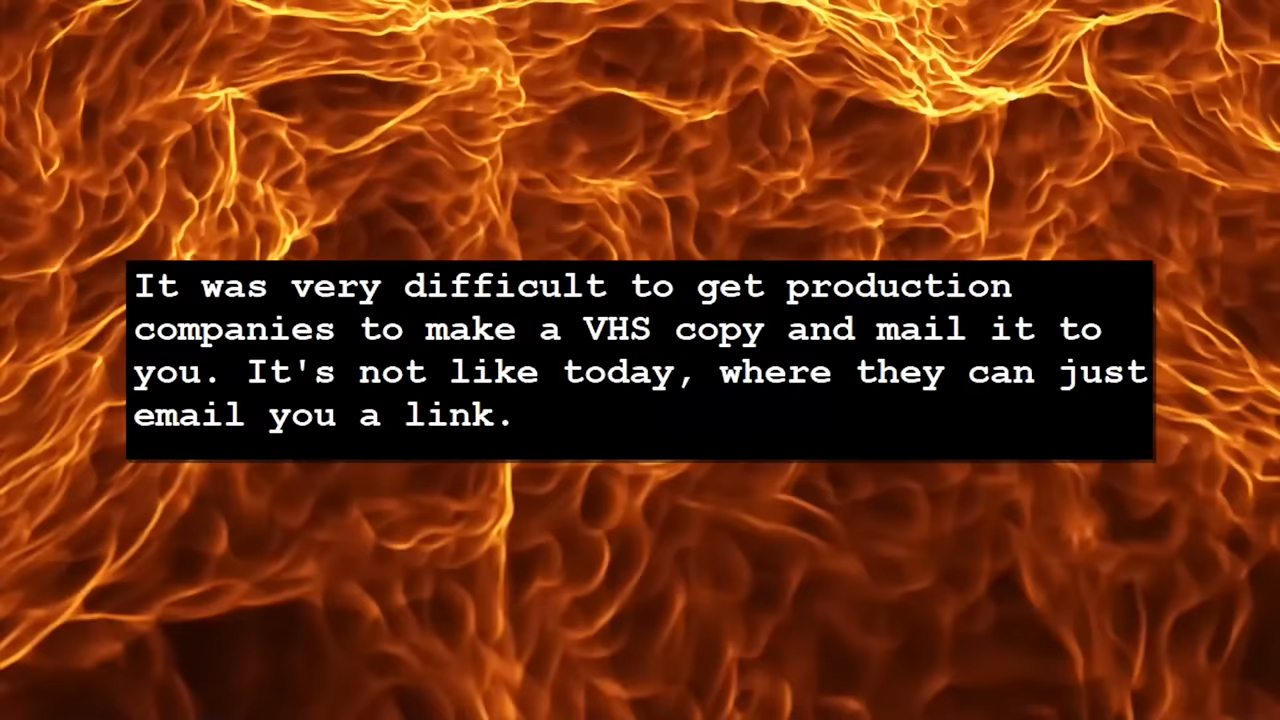 It was very difficult to get production
companies to make a VHS copy and mail it to
you. It's not like today, where they can just
email you a link.